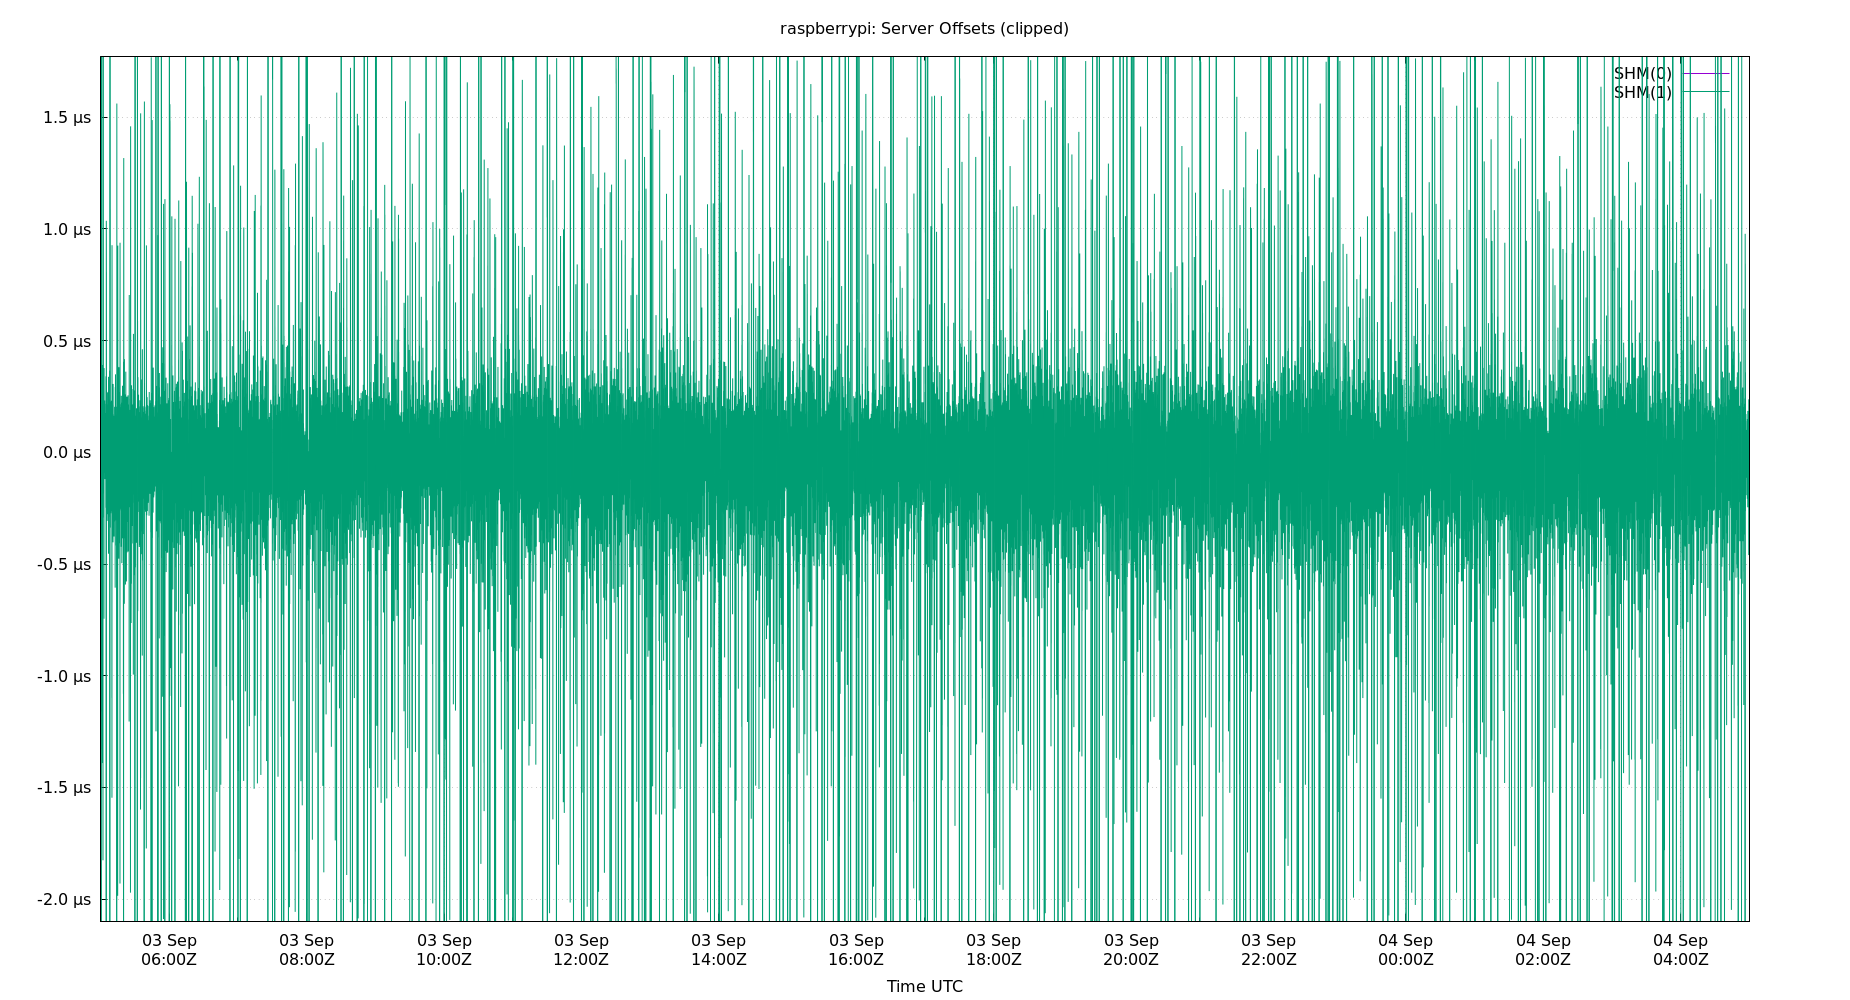 raspberrypi: Server Offsets (clipped)
SHM(0)
SHM(1)
1.5 µs
1.0 µs
0.5 µs
0.0 µs
-0.5 µs
-1.0 µs
-1.5 µs
-2.0 µs
03 Sep 03 Sep 03 Sep 03 Sep 03 Sep 03 Sep 03 Sep 03 Sep 03 Sep 04 Sep 04 Sep 04 Sep
06:00Z 08:00Z 10:00Z 12:00Z 14:00Z 16:00Z 18:00Z 20:00Z 22:00Z 00:00Z 02:00Z 04:00Z
Time UTC